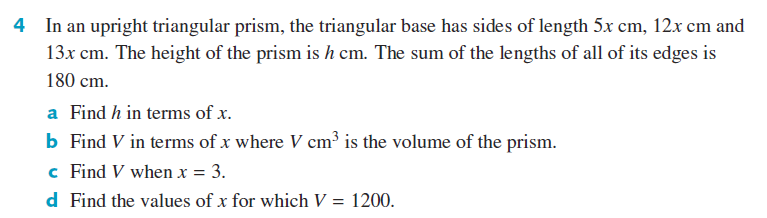 4 In an upright triangular prism, the triangular base has sides of length 5x cm, 12x cm and
13x cm. The height of the prism is h cm. The sum of the lengths of all of its edges is
180 cm.
a Find h in terms of x.
b Find V in terms of x where V cm³ is the volume of the prism.
c Find V when x = 3.
d Find the values of x for which V = 1200.